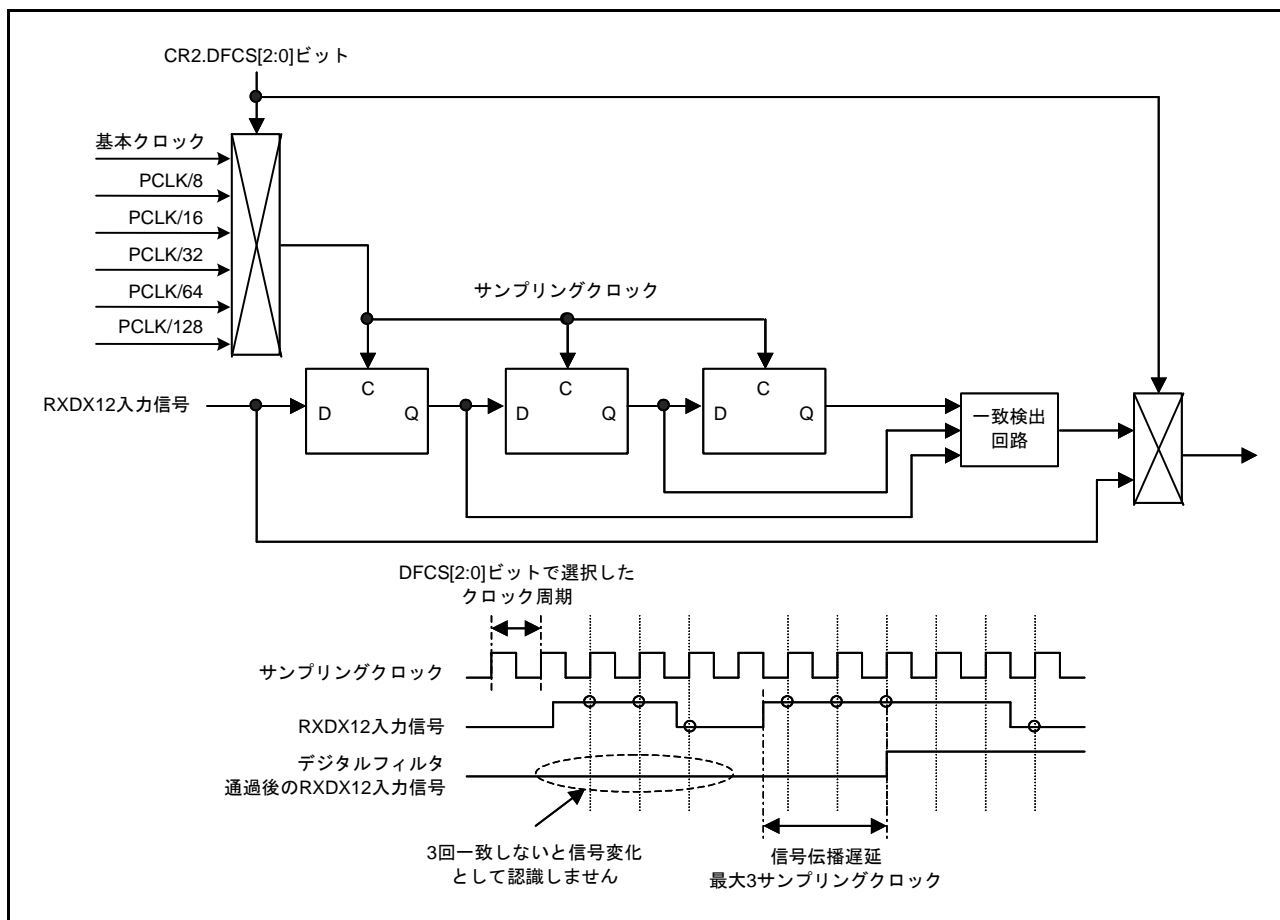 CR2.DFCS[2:0]ビット
基本クロック
PCLK/8
PCLK/16
PCLK/32
PCLK/64
PCLK/128
サンプリングクロック
RXDX12入力信号
D
C
Q
D
C
Q
D
C
Q
一致検出
回路
DFCS[2:0]ビットで選択した
クロック周期
サンプリングクロック
RXDX12入力信号
デジタルフィルタ
通過後のRXDX12入力信号
3回一致しないと信号変化
として認識しません
信号伝播遅延
最大3サンプリングクロック